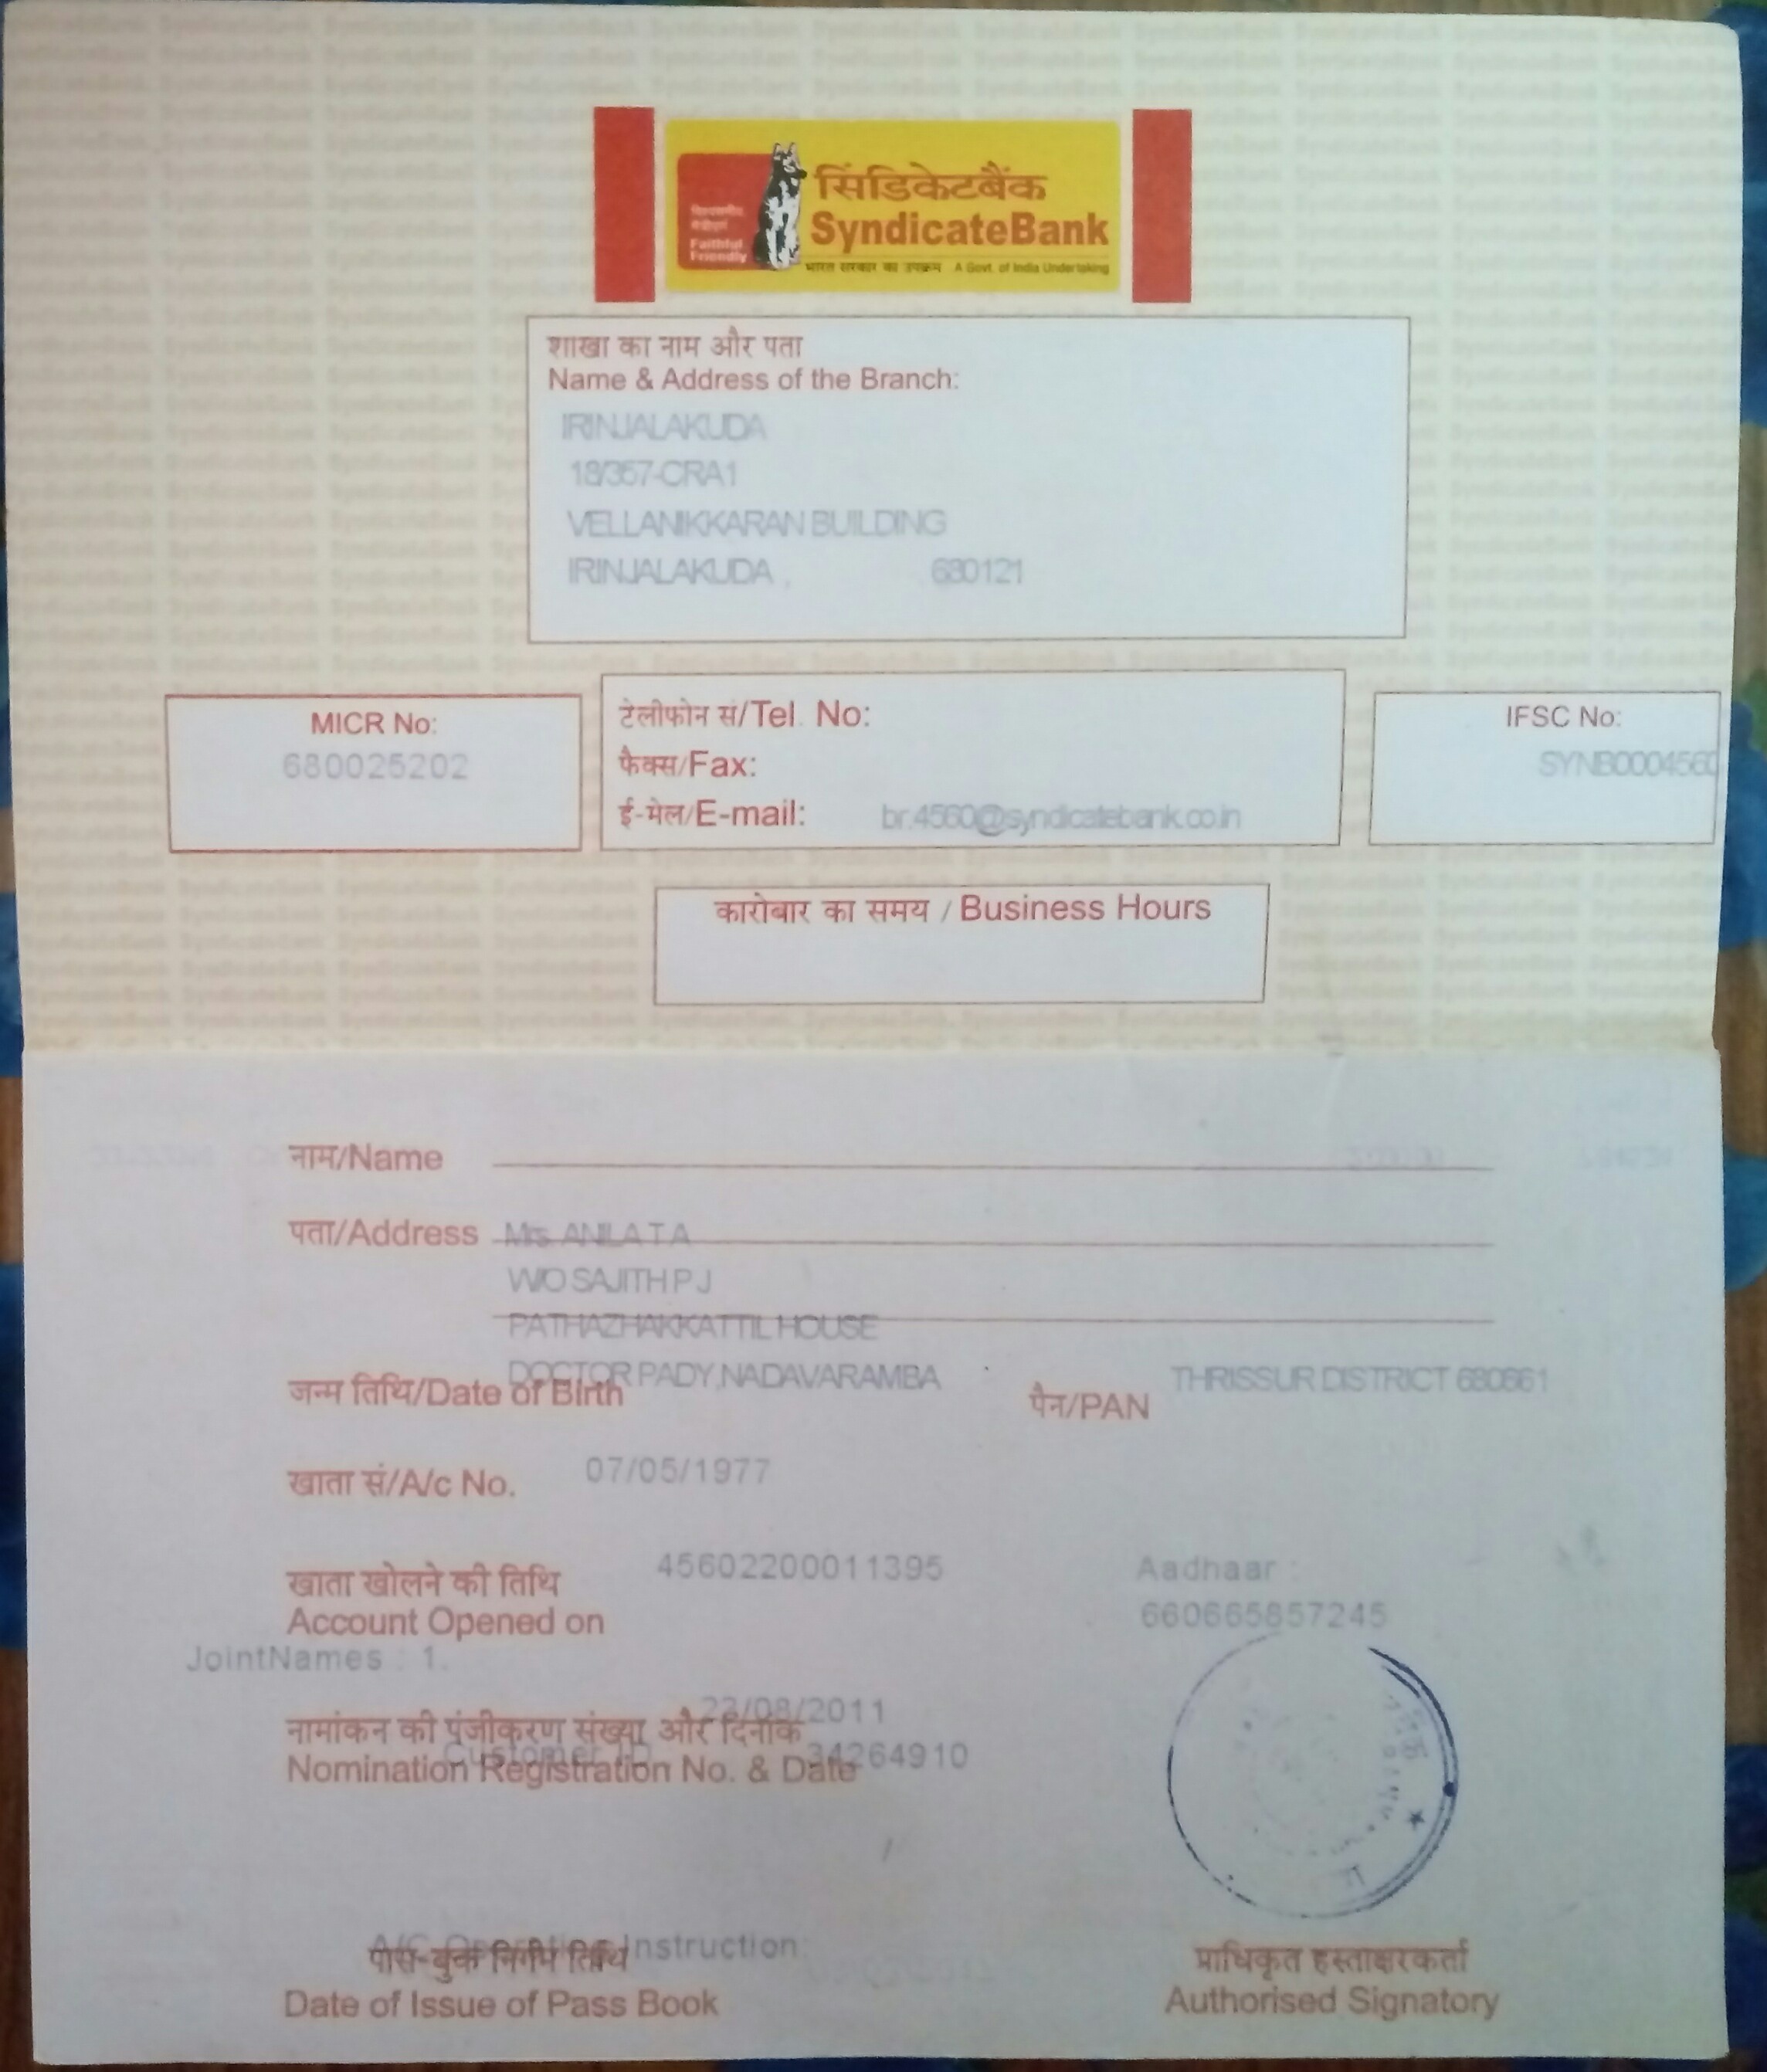 विश्वसनीय
मैत्रीपूर्ण
Faithful
Friendly
सिंडिकेटबैंक
SyndicateBank
भारत सरकार का उपक्रम A Govt. of India Undertaking
शाखा का नाम और पता
Name & Address of the Branch:
IRINJALAKUDA
18/357-CRA1
VELLANIKKARAN BUILDING
IRINJALAKUDA , 680121
MICR No:
680025202
टेलीफोन सं/Tel. No:
फैक्स/Fax:
ई-मेल/E-mail: br.4560@syndicatebank.co.in
IFSC No:
SYNB0004560
कारोबार का समय / Business Hours
नाम/Name
पता/Address Mrs. ANILA T A
W/O SAJITH P J
PATHAZHAKKATTIL HOUSE
DOCTOR PADY,NADAVARAMBA THRISSUR DISTRICT 680661
जन्म तिथि/Date of Birth पैन/PAN
07/05/1977
खाता सं/A/c No.
45602200011395 Aadhaar :
खाता खोलने की तिथि
660665857245
Account Opened on
JointNames : 1.
23/08/2011
नामांकन की पंजीकरण संख्या और दिनांक
Customer ID 34264910
Nomination Registration No. & Date
A/C Operating Instruction:
पास-बुक निर्गम तिथि
Date of Issue of Pass Book
प्राधिकृत हस्ताक्षरकर्ता
Authorised Signatory